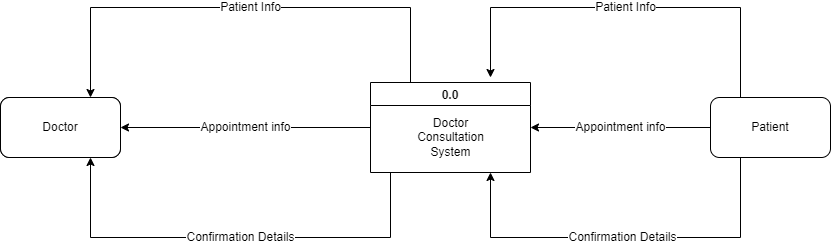 Patient Info
Patient Info
0.0
Doctor
Appointment info
Doctor
Consultation
System
Appointment info
Patient
Confirmation Details
Confirmation Details